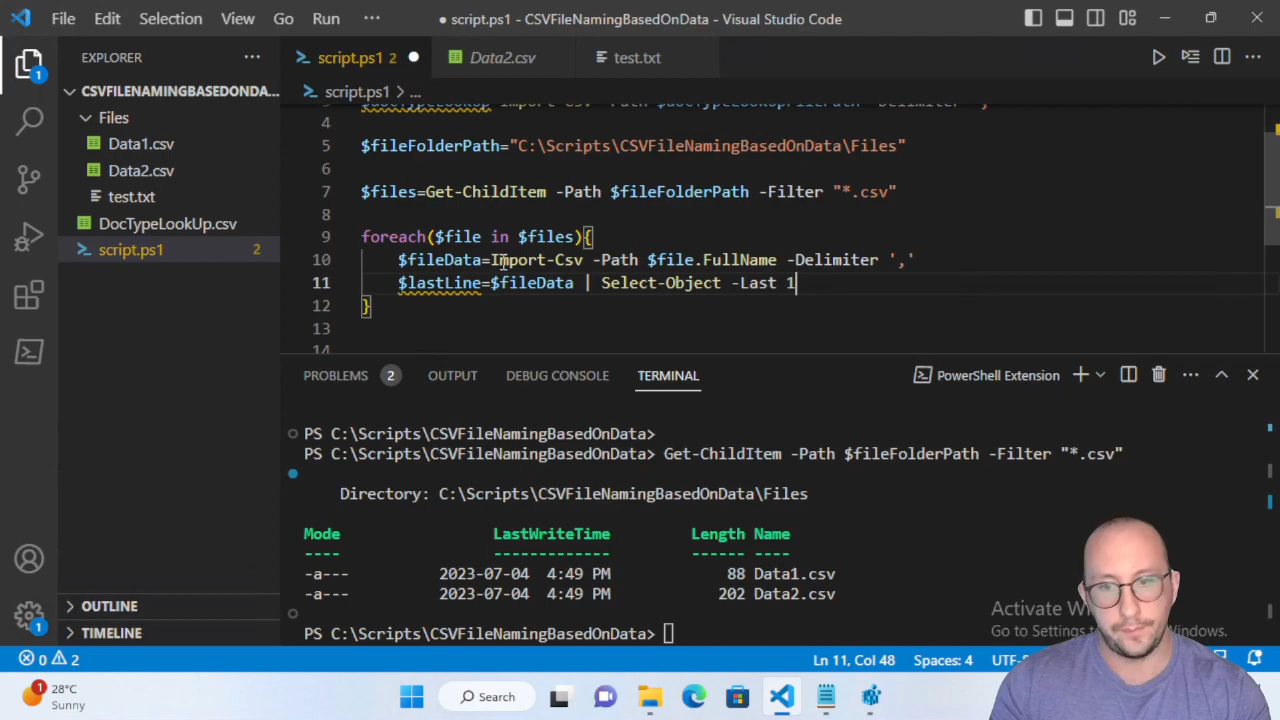 File Edit Selection View Go Run ··· ● script.ps1 - CSVFileNamingBasedOnData - Visual Studio Code
EXPLORER ··· script.ps1 2 ● Data2.csv test.txt
CSVFILENAMINGBASEDONDA... script.ps1 > ...
Files
Data1.csv
Data2.csv
test.txt
DocTypeLookUp.csv
script.ps1 2
4
5 $fileFolderPath="C:\Scripts\CSVFileNamingBasedOnData\Files"
6
7 $files=Get-ChildItem -Path $fileFolderPath -Filter "*.csv"
8
9 foreach($file in $files){
10 $fileData=Import-Csv -Path $file.FullName -Delimiter ','
11 $lastLine=$fileData | Select-Object -Last 1
12 }
13
14
PROBLEMS 2 OUTPUT DEBUG CONSOLE TERMINAL PowerShell Extension
PS C:\Scripts\CSVFileNamingBasedOnData>
PS C:\Scripts\CSVFileNamingBasedOnData> Get-ChildItem -Path $fileFolderPath -Filter "*.csv"
Directory: C:\Scripts\CSVFileNamingBasedOnData\Files
Mode LastWriteTime Length Name
---- ------------- ------ ----
-a--- 2023-07-04 4:49 PM 88 Data1.csv
-a--- 2023-07-04 4:49 PM 202 Data2.csv
PS C:\Scripts\CSVFileNamingBasedOnData>
OUTLINE
TIMELINE
1
1
Activate
Go to Settings Windows.
0 2 Ln 11, Col 48 Spaces: 4
1 28°C
Sunny
Search